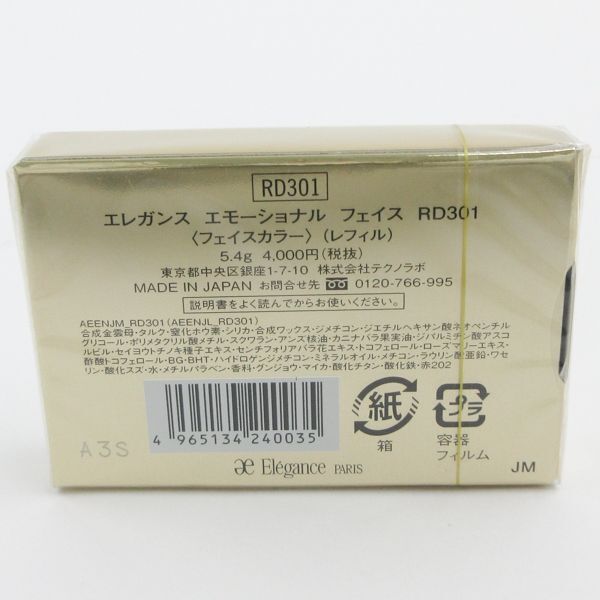 RD301
エレガンス エモーショナル フェイス RD301
〈フェイスカラー〉(レフィル)
5.4g 4,000円(税抜)
東京都中央区銀座1-7-10 株式会社テクノラボ
MADE IN JAPAN お問合せ先 0120-766-995
説明書をよく読んでからお使いください。
AEENJM_RD301(AEENJL_RD301)
合成金雲母・タルク・窒化ホウ素・シリカ・合成ワックス・ジメチコン・ジエチルヘキサン酸ネオペンチル
グリコール・ポリメタクリル酸メチル・スクワラン・アンズ核油・カニナバラ果実油・ジパルミチン酸アスコ
ルビル・セイヨウトチノキ種子エキス・センチフォリアバラ花エキス・トコフェロール・ローズマリーエキス・
酢酸トコフェロール・BG・BHT・ハイドロゲンジメチコン・ミネラルオイル・メチコン・ラウリン酸亜鉛・ワセ
リン・酸化スズ・水・メチルパラベン・香料・グンジョウ・マイカ・酸化チタン・酸化鉄・赤202
4 965134 240035
紙
箱
プラ
容器
フィルム
A3S
æ Elégance PARIS
JM